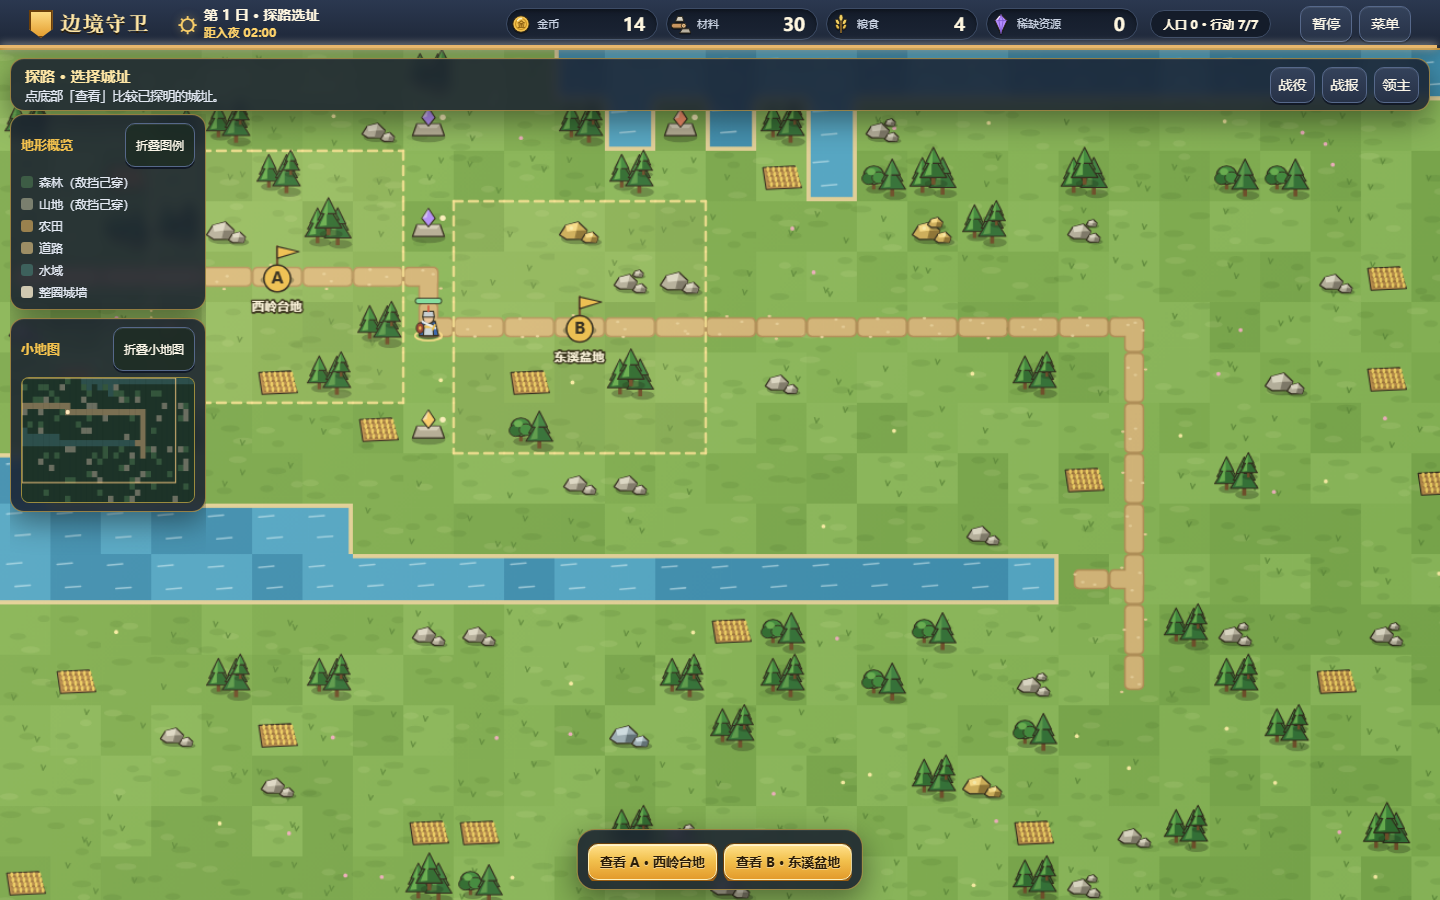 边境守卫
第 1 日 • 探路选址
距入夜 02:00
金
金币 14
材料 30
粮食 4
稀缺资源 0
人口 0 • 行动 7/7
暂停
菜单
探路 • 选择城址
点底部「查看」比较已探明的城址。
战役
战报
领主
地形概览
折叠图例
森林（敌挡己穿）
山地（敌挡己穿）
农田
道路
水域
整圈城墙
小地图
折叠小地图
A
西岭台地
B
东溪盆地
查看 A • 西岭台地
查看 B • 东溪盆地